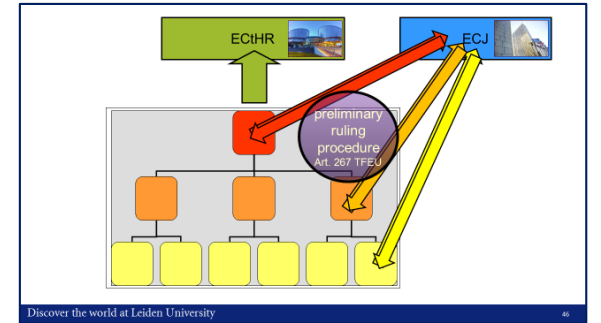 ECtHR
ECJ
preliminary
ruling
procedure
Art. 267 TFEU
Discover the world at Leiden University
46